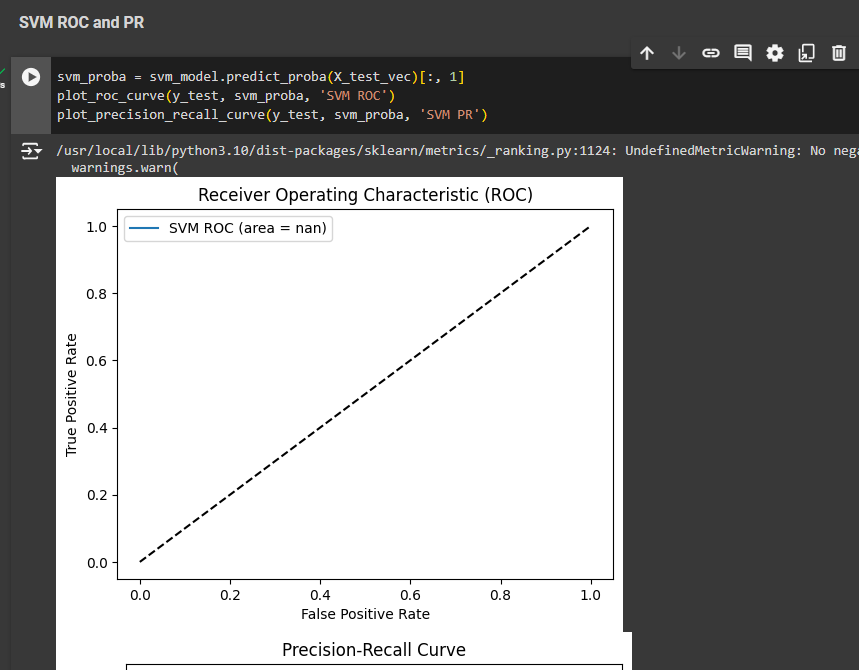 SVM ROC and PR
svm_proba = svm_model.predict_proba(X_test_vec)[:, 1]
plot_roc_curve(y_test, svm_proba, 'SVM ROC')
plot_precision_recall_curve(y_test, svm_proba, 'SVM PR')
s
/usr/local/lib/python3.10/dist-packages/sklearn/metrics/_ranking.py:1124: UndefinedMetricWarning: No nega
warnings.warn(
Receiver Operating Characteristic (ROC)
SVM ROC (area = nan)
1.0
0.8
0.6
0.4
0.2
0.0
True Positive Rate
0.0 0.2 0.4 0.6 0.8 1.0
False Positive Rate
Precision-Recall Curve